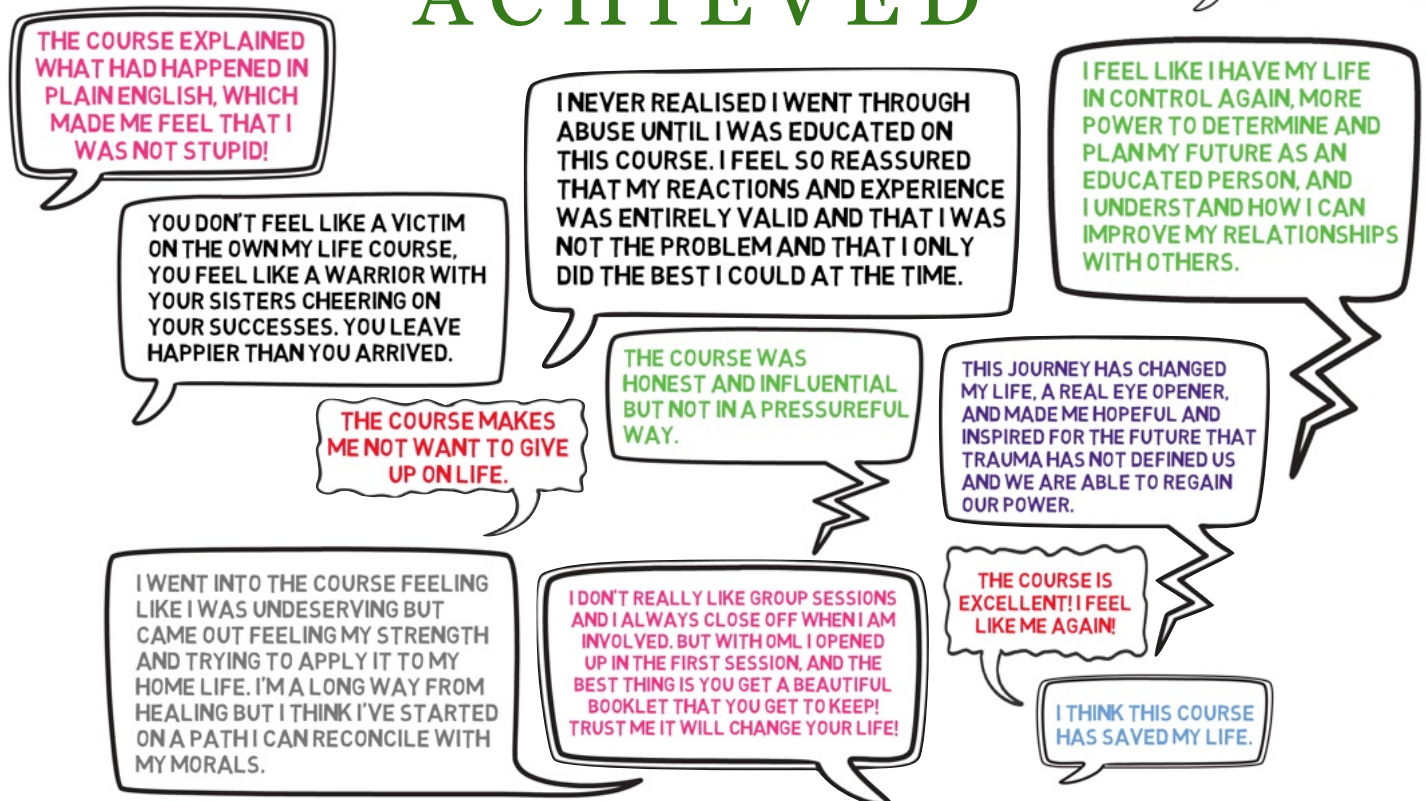 ACHIEVED
THE COURSE EXPLAINED
WHAT HAD HAPPENED IN
PLAIN ENGLISH, WHICH
MADE ME FEEL THAT I
WAS NOT STUPID!
I NEVER REALISED I WENT THROUGH
ABUSE UNTIL I WAS EDUCATED ON
THIS COURSE. I FEEL SO REASSURED
THAT MY REACTIONS AND EXPERIENCE
WAS ENTIRELY VALID AND THAT I WAS
NOT THE PROBLEM AND THAT I ONLY
DID THE BEST I COULD AT THE TIME.
I FEEL LIKE I HAVE MY LIFE
IN CONTROL AGAIN, MORE
POWER TO DETERMINE AND
PLAN MY FUTURE AS AN
EDUCATED PERSON, AND
I UNDERSTAND HOW I CAN
IMPROVE MY RELATIONSHIPS
WITH OTHERS.
YOU DON'T FEEL LIKE A VICTIM
ON THE OWN MY LIFE COURSE,
YOU FEEL LIKE A WARRIOR WITH
YOUR SISTERS CHEERING ON
YOUR SUCCESSES. YOU LEAVE
HAPPIER THAN YOU ARRIVED.
THE COURSE WAS
HONEST AND INFLUENTIAL
BUT NOT IN A PRESSUREFUL
WAY.
THIS JOURNEY HAS CHANGED
MY LIFE, A REAL EYE OPENER,
AND MADE ME HOPEFUL AND
INSPIRED FOR THE FUTURE THAT
TRAUMA HAS NOT DEFINED US
AND WE ARE ABLE TO REGAIN
OUR POWER.
THE COURSE MAKES
ME NOT WANT TO GIVE
UP ON LIFE.
I WENT INTO THE COURSE FEELING
LIKE I WAS UNDESERVING BUT
CAME OUT FEELING MY STRENGTH
AND TRYING TO APPLY IT TO MY
HOME LIFE. I'M A LONG WAY FROM
HEALING BUT I THINK I'VE STARTED
ON A PATH I CAN RECONCILE WITH
MY MORALS.
I DON'T REALLY LIKE GROUP SESSIONS
AND I ALWAYS CLOSE OFF WHEN I AM
INVOLVED. BUT WITH OML I OPENED
UP IN THE FIRST SESSION, AND THE
BEST THING IS YOU GET A BEAUTIFUL
BOOKLET THAT YOU GET TO KEEP!
TRUST ME IT WILL CHANGE YOUR LIFE!
THE COURSE IS
EXCELLENT! I FEEL
LIKE ME AGAIN!
I THINK THIS COURSE
HAS SAVED MY LIFE.